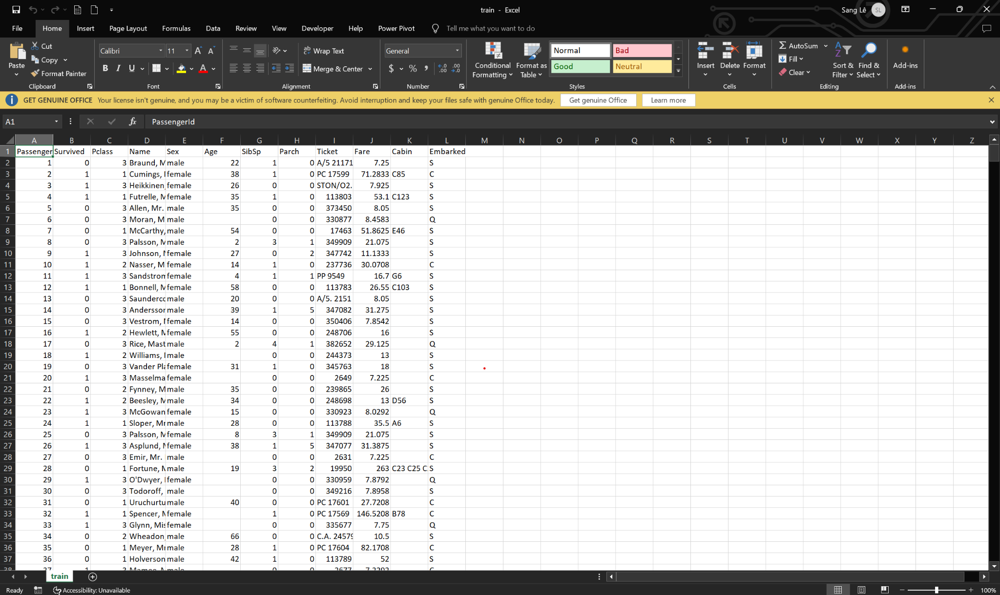 train - Excel
Sang Lê SL
File Home Insert Page Layout Formulas Data Review View Developer Help Power Pivot Tell me what you want to do
Paste Cut Copy Format Painter Clipboard
Calibri 11 B I U A Font
ab Wrap Text Merge & Center Alignment
General $ % , Number
Conditional Formatting Format as Table Normal Bad Good Neutral Styles
Insert Delete Format Cells
AutoSum Fill Clear Sort & Filter Find & Select Editing
Add-ins Add-ins
GET GENUINE OFFICE Your license isn't genuine, and you may be a victim of software counterfeiting. Avoid interruption and keep your files safe with genuine Office today. Get genuine Office Learn more
A1 fx PassengerId
A B C D E F G H I J K L M N O P Q R S T U V W X Y Z
1 Passenger Survived Pclass Name Sex Age SibSp Parch Ticket Fare Cabin Embarked
2 1 0 3 Braund, M male 22 1 0 A/5 21171 7.25 S
3 2 1 1 Cumings, female 38 1 0 PC 17599 71.2833 C85 C
4 3 1 3 Heikkinen, female 26 0 0 STON/O2. 7.925 S
5 4 1 1 Futrelle, M female 35 1 0 113803 53.1 C123 S
6 5 0 3 Allen, Mr. male 35 0 0 373450 8.05 S
7 6 0 3 Moran, M male 0 0 330877 8.4583 Q
8 7 0 1 McCarthy, male 54 0 0 17463 51.8625 E46 S
9 8 0 3 Palsson, M male 2 3 1 349909 21.075 S
10 9 1 3 Johnson, female 27 0 2 347742 11.1333 S
11 10 1 2 Nasser, M female 14 1 0 237736 30.0708 C
12 11 1 3 Sandstrom female 4 1 1 PP 9549 16.7 G6 S
13 12 1 1 Bonnell, M female 58 0 0 113783 26.55 C103 S
14 13 0 3 Saunderco male 20 0 0 A/5. 2151 8.05 S
15 14 0 3 Andersson male 39 1 5 347082 31.275 S
16 15 0 3 Vestrom, female 14 0 0 350406 7.8542 S
17 16 1 2 Hewlett, M female 55 0 0 248706 16 S
18 17 0 3 Rice, Mast male 2 4 1 382652 29.125 Q
19 18 1 2 Williams, male 0 0 244373 13 S
20 19 0 3 Vander Pla female 31 1 0 345763 18 S
21 20 1 3 Masselma female 0 0 2649 7.225 C
22 21 0 2 Fynney, M male 35 0 0 239865 26 S
23 22 1 2 Beesley, M male 34 0 0 248698 13 D56 S
24 23 1 3 McGowan female 15 0 0 330923 8.0292 Q
25 24 1 1 Sloper, Mr male 28 0 0 113788 35.5 A6 S
26 25 0 3 Palsson, M female 8 3 1 349909 21.075 S
27 26 1 3 Asplund, M female 38 1 5 347077 31.3875 S
28 27 0 3 Emir, Mr. male 0 0 2631 7.225 C
29 28 0 1 Fortune, M male 19 3 2 19950 263 C23 C25 C S
30 29 1 3 O'Dwyer, female 0 0 330959 7.8792 Q
31 30 0 3 Todoroff, male 0 0 349216 7.8958 S
32 31 0 1 Uruchurtu male 40 0 0 PC 17601 27.7208 C
33 32 1 1 Spencer, M female 1 0 PC 17569 146.5208 B78 C
34 33 1 3 Glynn, Mis female 0 0 335677 7.75 Q
35 34 0 2 Wheadon, male 66 0 0 C.A. 24579 10.5 S
36 35 0 1 Meyer, Mr male 28 1 0 PC 17604 82.1708 C
37 36 0 1 Holverson male 42 1 0 113789 52 S
38 37 1 3 male 0 0 2677 7.2292 C
train
Ready Accessibility: Unavailable 100%